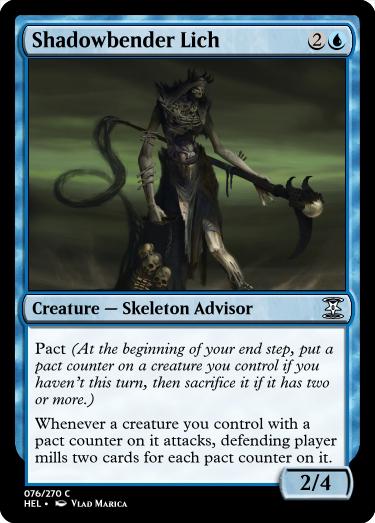 Shadowbender Lich 2
Creature — Skeleton Advisor
Pact (At the beginning of your end step, put a
pact counter on a creature you control if you
haven't this turn, then sacrifice it if it has two
or more.)
Whenever a creature you control with a
pact counter on it attacks, defending player
mills two cards for each pact counter on it.
2/4
076/270 C
HEL • Vlad Marica